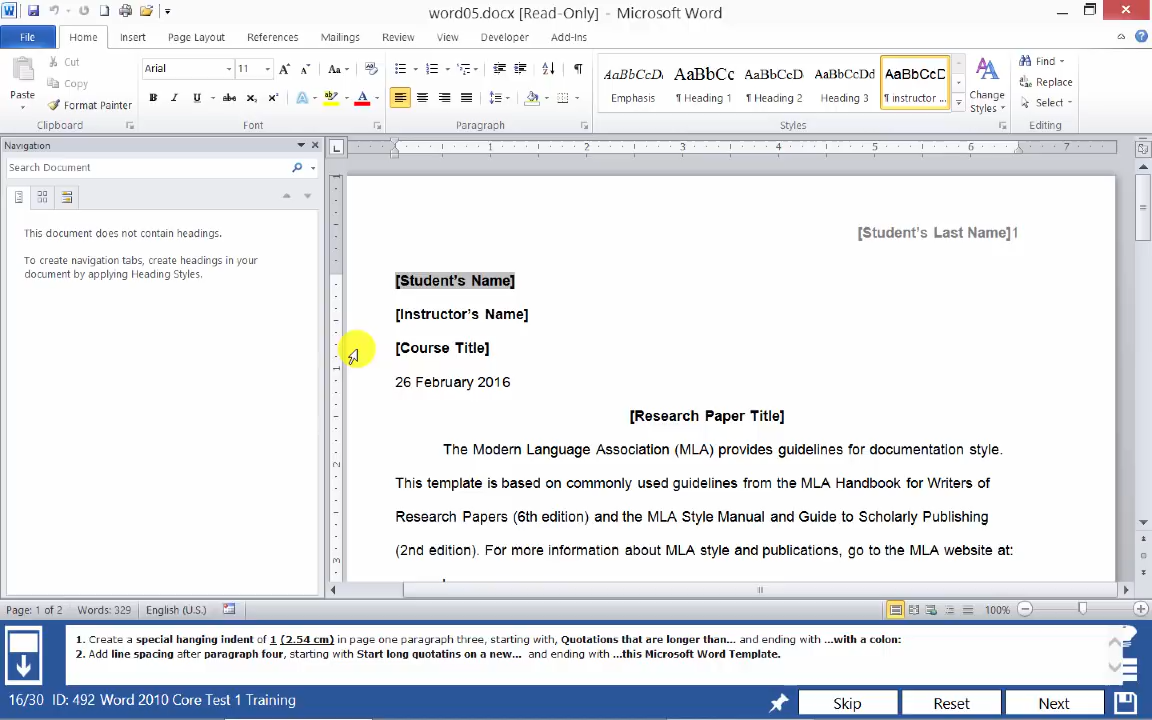 word05.docx [Read-Only] - Microsoft Word
File Home Insert Page Layout References Mailings Review View Developer Add-Ins
Paste
Cut
Copy
Format Painter
Clipboard
Arial 11
Font
Paragraph
AaBbCcDd Emphasis
AaBbCc ¶ Heading 1
AaBbCcD ¶ Heading 2
AaBbCcDd Heading 3
AaBbCcD ¶ instructor ...
Change Styles
Styles
Find
Replace
Select
Editing
Navigation
Search Document
This document does not contain headings.
To create navigation tabs, create headings in your
document by applying Heading Styles.
1 2 3 4 5 6 7
[Student’s Last Name]1
[Student’s Name]
[Instructor’s Name]
[Course Title]
26 February 2016
[Research Paper Title]
The Modern Language Association (MLA) provides guidelines for documentation style.
This template is based on commonly used guidelines from the MLA Handbook for Writers of
Research Papers (6th edition) and the MLA Style Manual and Guide to Scholarly Publishing
(2nd edition). For more information about MLA style and publications, go to the MLA website at:
Page: 1 of 2 Words: 329 English (U.S.) 100%
1. Create a special hanging indent of 1 (2.54 cm) in page one paragraph three, starting with, Quotations that are longer than... and ending with ...with a colon:
2. Add line spacing after paragraph four, starting with Start long quotatins on a new... and ending with ...this Microsoft Word Template.
16/30 ID: 492 Word 2010 Core Test 1 Training
Skip Reset Next